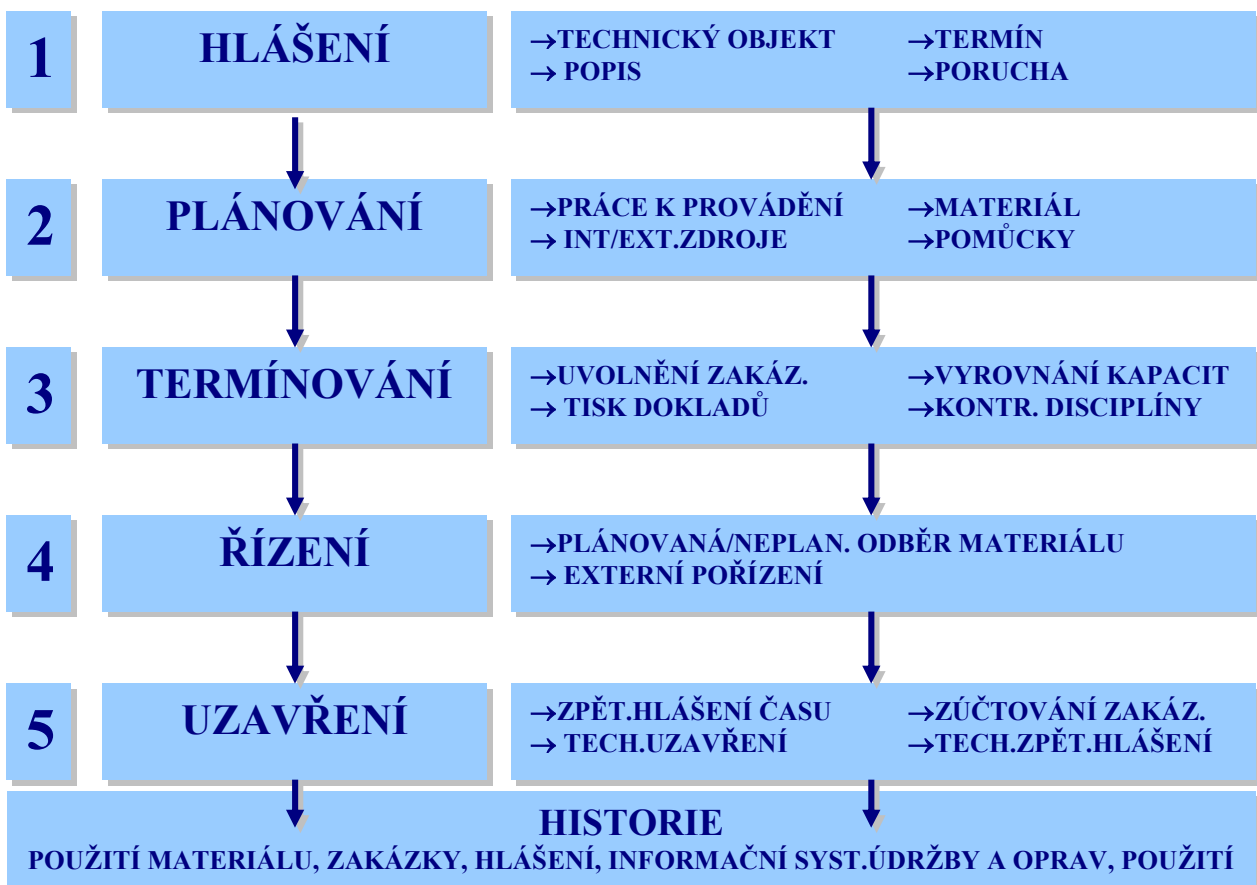 1
HLÁŠENÍ
→TECHNICKÝ OBJEKT →TERMÍN
→ POPIS →PORUCHA
2
PLÁNOVÁNÍ
→PRÁCE K PROVÁDĚNÍ →MATERIÁL
→ INT/EXT.ZDROJE →POMŮCKY
3
TERMÍNOVÁNÍ
→UVOLNĚNÍ ZAKÁZ. →VYROVNÁNÍ KAPACIT
→ TISK DOKLADŮ →KONTR. DISCIPLÍNY
4
ŘÍZENÍ
→PLÁNOVANÁ/NEPLAN. ODBĚR MATERIÁLU
→ EXTERNÍ POŘÍZENÍ
5
UZAVŘENÍ
→ZPĚT.HLÁŠENÍ ČASU →ZÚČTOVÁNÍ ZAKÁZ.
→ TECH.UZAVŘENÍ →TECH.ZPĚT.HLÁŠENÍ
HISTORIE
POUŽITÍ MATERIÁLU, ZAKÁZKY, HLÁŠENÍ, INFORMAČNÍ SYST.ÚDRŽBY A OPRAV, POUŽITÍ